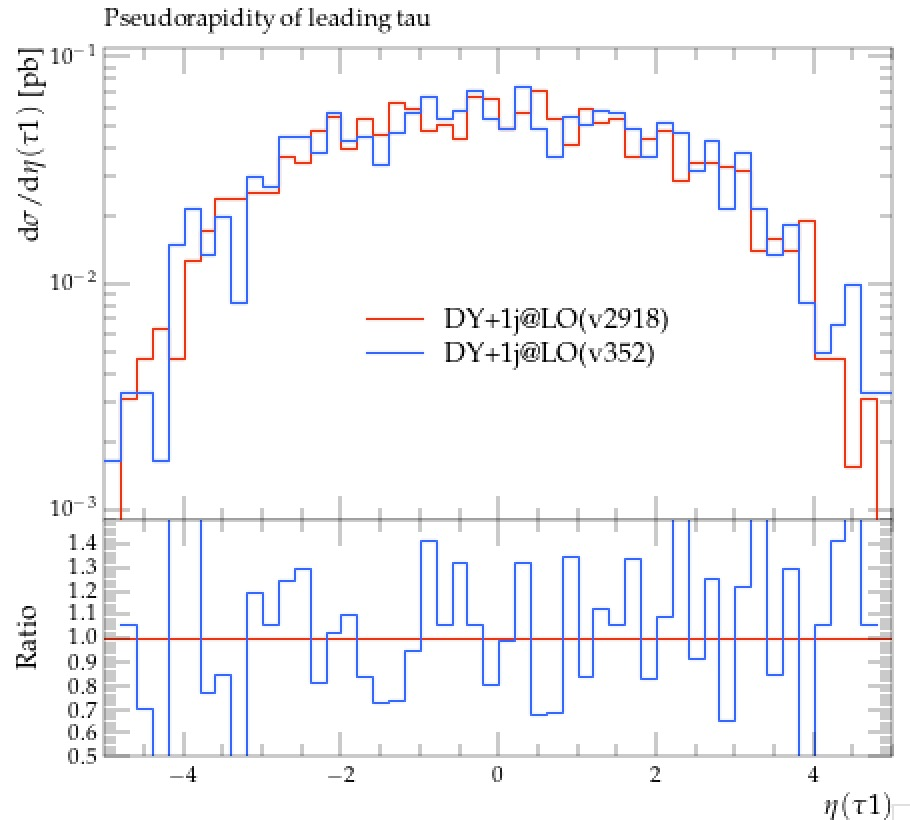 Pseudorapidity of leading tau
dσ/dη(τ1) [pb]
10⁻¹
10⁻²
10⁻³
DY+1j@LO(v2918)
DY+1j@LO(v352)
Ratio
1.4
1.3
1.2
1.1
1.0
0.9
0.8
0.7
0.6
0.5
−4 −2 0 2 4
η(τ1)